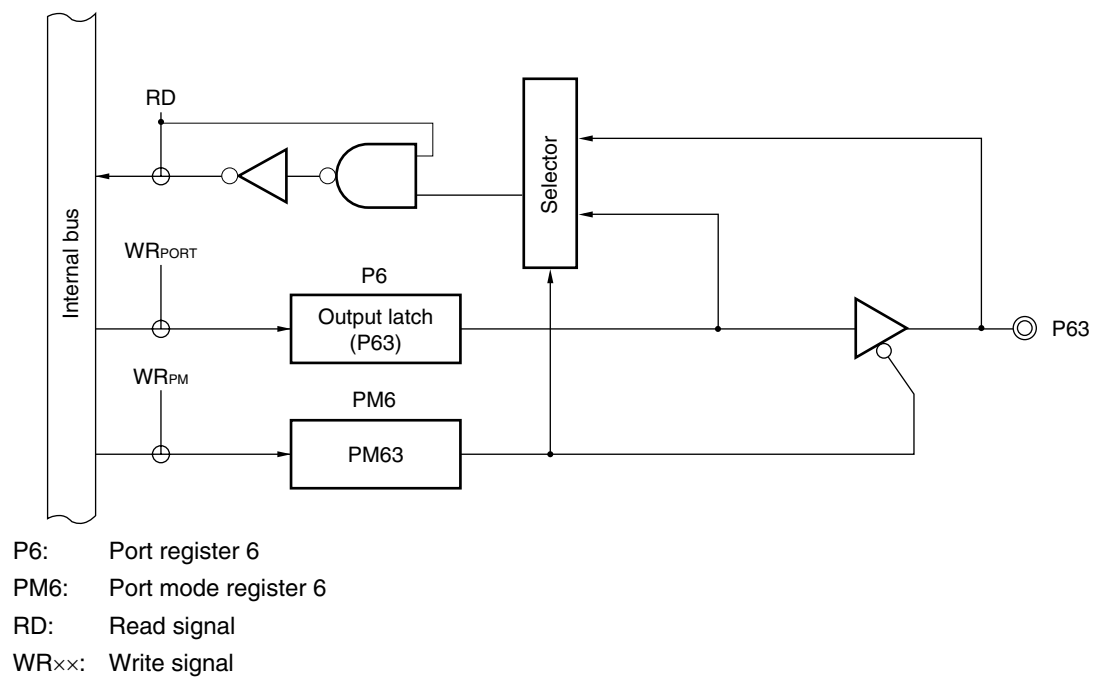 RD
Selector
Internal bus
WRPORT
P6
Output latch
(P63)
P63
WRPM
PM6
PM63
P6: Port register 6
PM6: Port mode register 6
RD: Read signal
WR××: Write signal